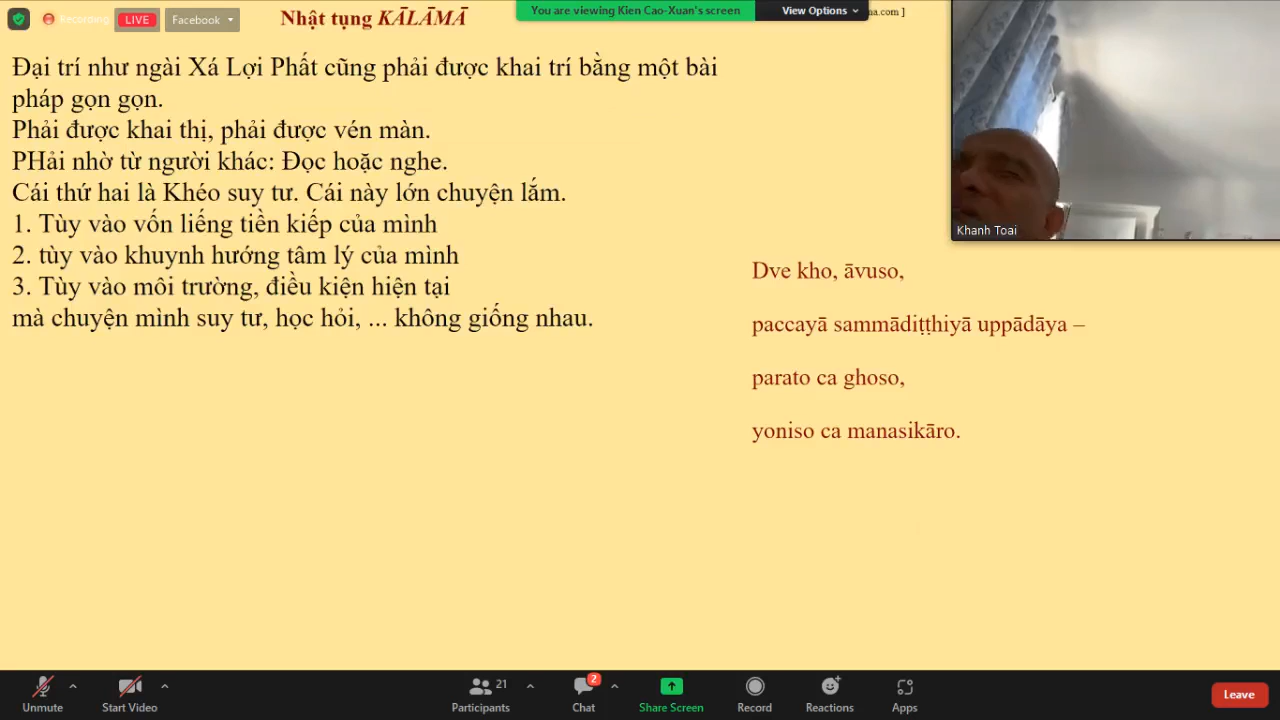 Recording
LIVE
Facebook
Nhật tụng KĀLĀMĀ
You are viewing Kien Cao-Xuan's screen
View Options
na.com ]
Đại trí như ngài Xá Lợi Phất cũng phải được khai trí bằng một bài
pháp gọn gọn.
Phải được khai thị, phải được vén màn.
PHải nhờ từ người khác: Đọc hoặc nghe.
Cái thứ hai là Khéo suy tư. Cái này lớn chuyện lắm.
1. Tùy vào vốn liếng tiền kiếp của mình
2. tùy vào khuynh hướng tâm lý của mình
3. Tùy vào môi trường, điều kiện hiện tại
mà chuyện mình suy tư, học hỏi, ... không giống nhau.
Khanh Toai
Dve kho, āvuso,
paccayā sammādiṭṭhiyā uppādāya –
parato ca ghoso,
yoniso ca manasikāro.
Unmute
Start Video
21
Participants
2
Chat
Share Screen
Record
Reactions
Apps
Leave